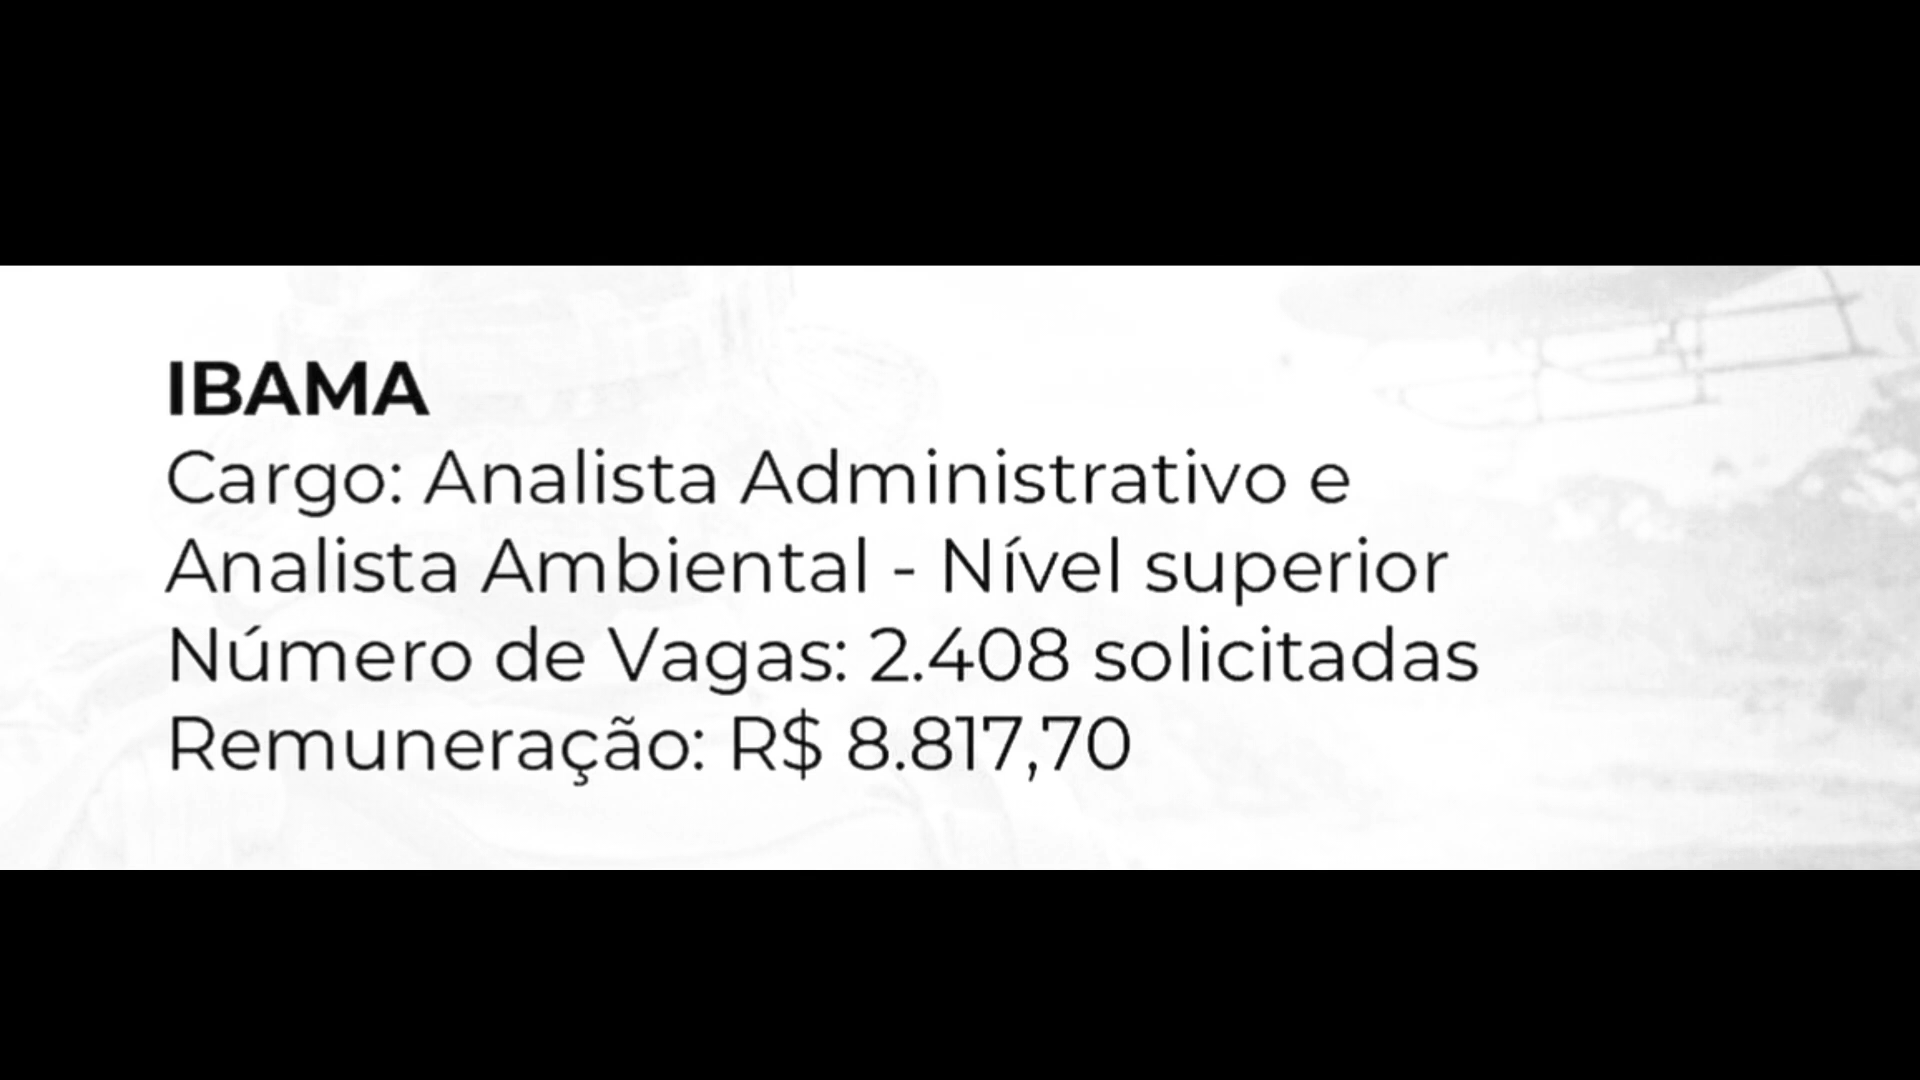 IBAMA
Cargo: Analista Administrativo e
Analista Ambiental - Nível superior
Número de Vagas: 2.408 solicitadas
Remuneração: R$ 8.817,70